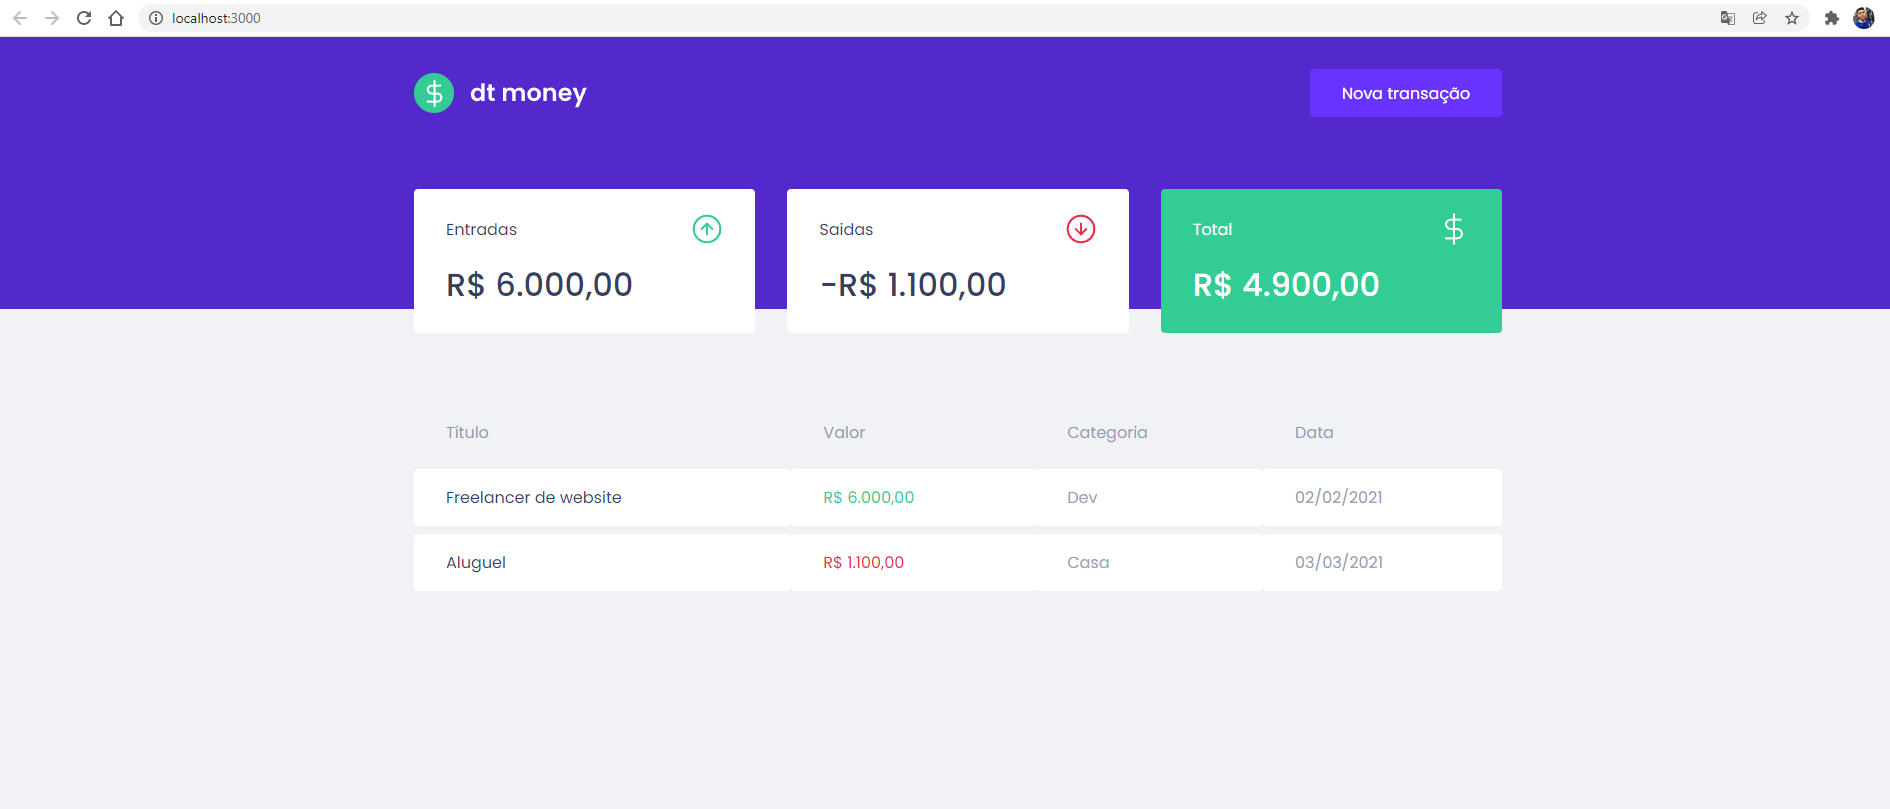 localhost:3000
dt money
Nova transação
Entradas
Saidas
Total
R$ 6.000,00
-R$ 1.100,00
R$ 4.900,00
Título Valor Categoria Data
Freelancer de website R$ 6.000,00 Dev 02/02/2021
Aluguel R$ 1.100,00 Casa 03/03/2021